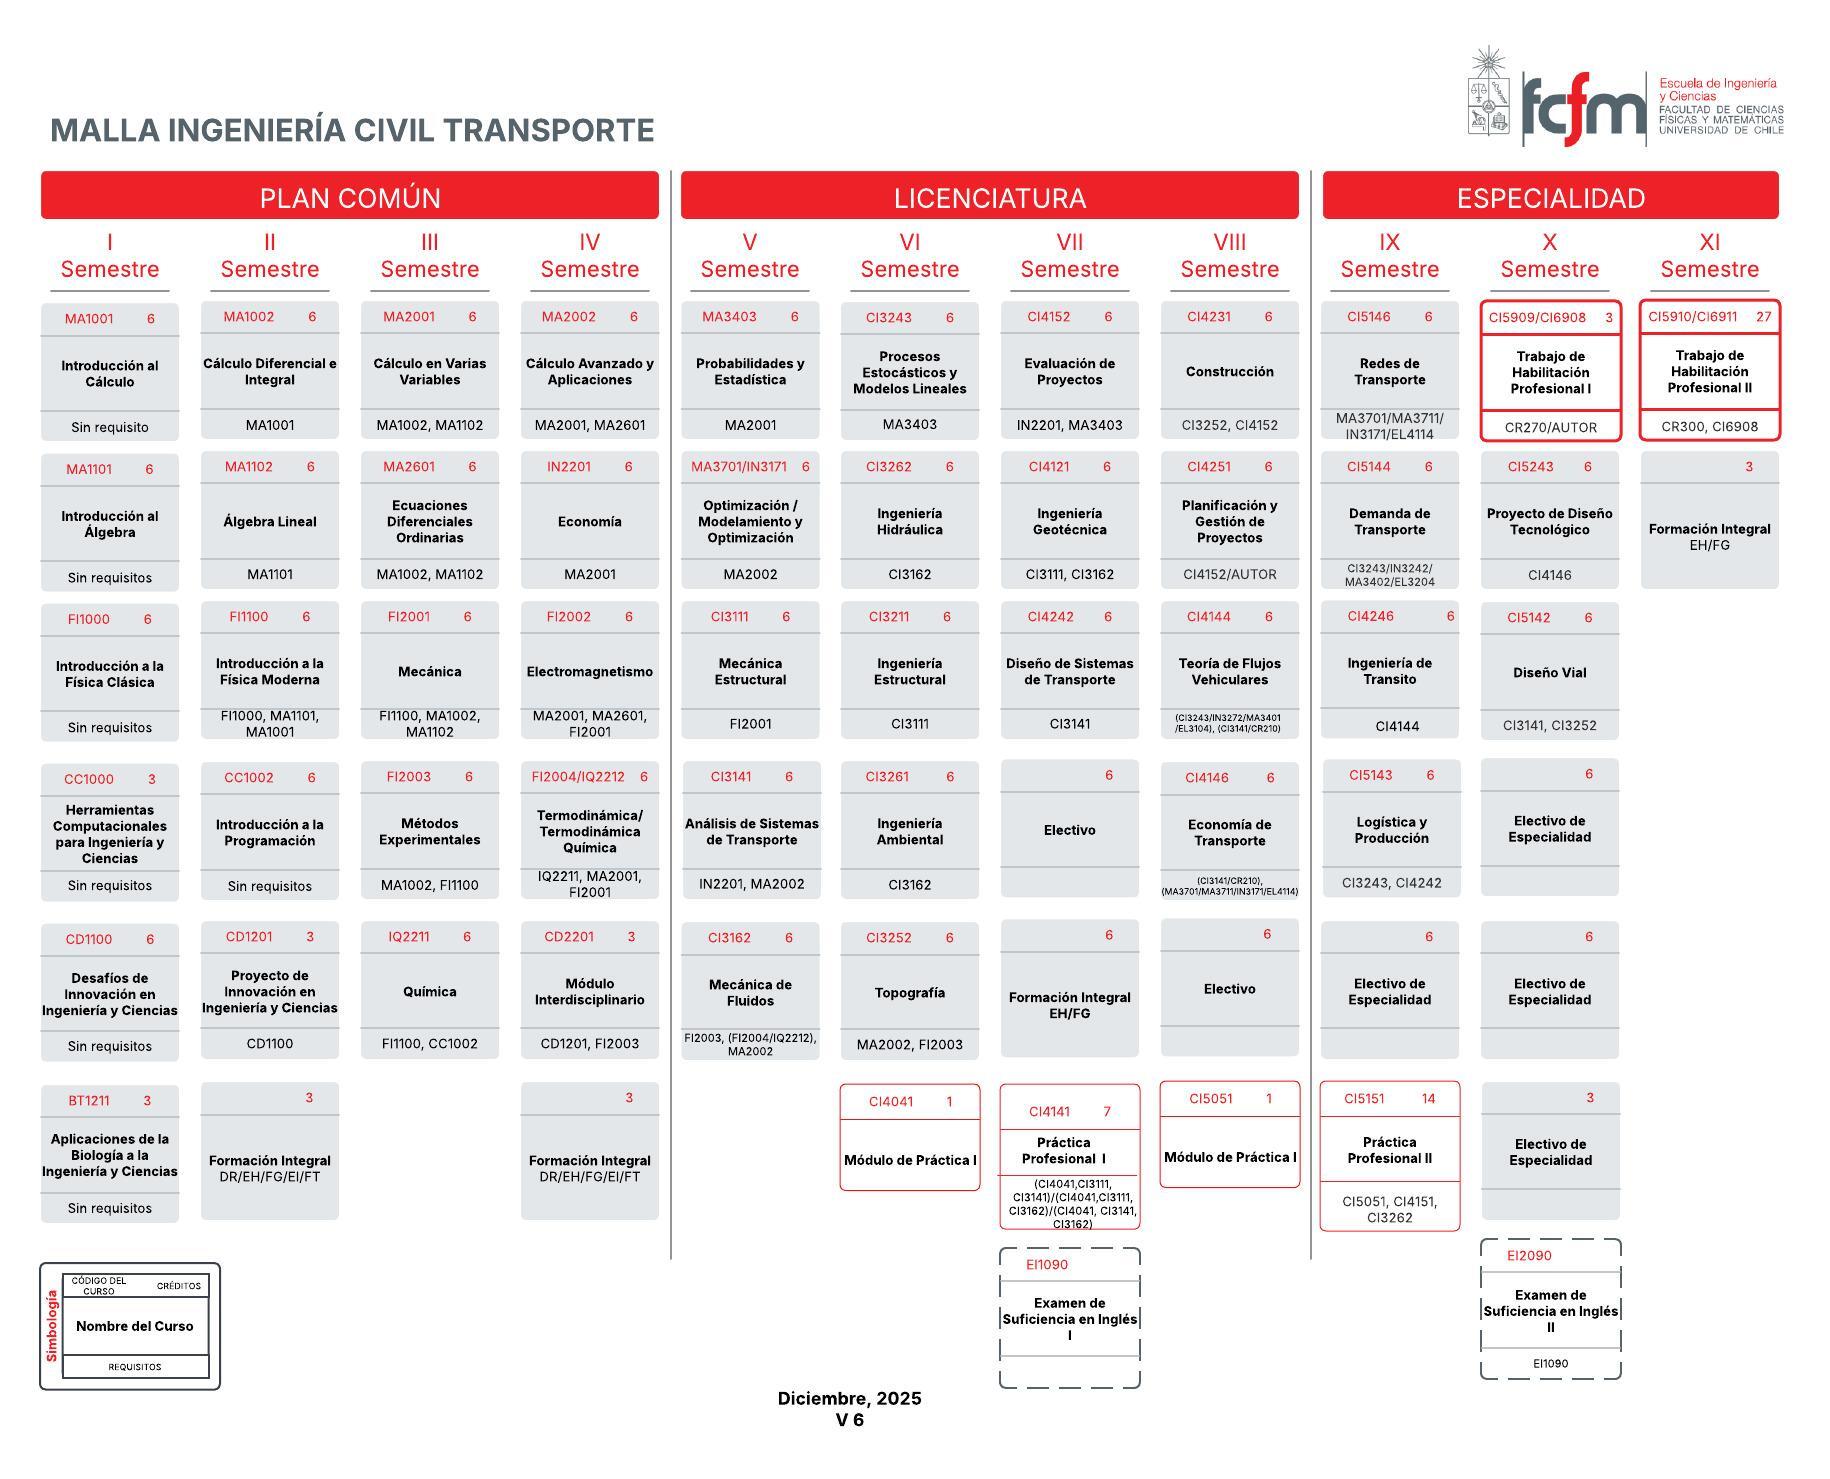 Escuela de Ingeniería
y Ciencias
fcfm
FACULTAD DE CIENCIAS
FÍSICAS Y MATEMÁTICAS
UNIVERSIDAD DE CHILE
MALLA INGENIERÍA CIVIL TRANSPORTE
PLAN COMÚN
I
Semestre
MA1001 6
Introducción al
Cálculo
Sin requisito
MA1101 6
Introducción al
Álgebra
Sin requisitos
FI1000 6
Introducción a la
Física Clásica
Sin requisitos
CC1000 3
Herramientas
Computacionales
para Ingeniería y
Ciencias
Sin requisitos
CD1100 6
Desafíos de
Innovación en
Ingeniería y Ciencias
Sin requisitos
BT1211 3
Aplicaciones de la
Biología a la
Ingeniería y Ciencias
Sin requisitos
II
Semestre
MA1002 6
Cálculo Diferencial e
Integral
MA1001
MA1102 6
Álgebra Lineal
MA1101
FI1100 6
Introducción a la
Física Moderna
FI1000, MA1101,
MA1001
CC1002 6
Introducción a la
Programación
Sin requisitos
CD1201 3
Proyecto de
Innovación en
Ingeniería y Ciencias
CD1100
3
Formación Integral
DR/EH/FG/EI/FT
III
Semestre
MA2001 6
Cálculo en Varias
Variables
MA1002, MA1102
MA2601 6
Ecuaciones
Diferenciales
Ordinarias
MA1002, MA1102
FI2001 6
Mecánica
FI1100, MA1002,
MA1102
FI2003 6
Métodos
Experimentales
MA1002, FI1100
IQ2211 6
Química
FI1100, CC1002
IV
Semestre
MA2002 6
Cálculo Avanzado y
Aplicaciones
MA2001, MA2601
IN2201 6
Economía
MA2001
FI2002 6
Electromagnetismo
MA2001, MA2601,
FI2001
FI2004/IQ2212 6
Termodinámica/
Termodinámica
Química
IQ2211, MA2001,
FI2001
CD2201 3
Módulo
Interdisciplinario
CD1201, FI2003
3
Formación Integral
DR/EH/FG/EI/FT
LICENCIATURA
V
Semestre
MA3403 6
Probabilidades y
Estadística
MA2001
MA3701/IN3171 6
Optimización /
Modelamiento y
Optimización
MA2002
CI3111 6
Mecánica
Estructural
FI2001
CI3141 6
Análisis de Sistemas
de Transporte
IN2201, MA2002
CI3162 6
Mecánica de
Fluidos
FI2003, (FI2004/IQ2212),
MA2002
VI
Semestre
CI3243 6
Procesos
Estocásticos y
Modelos Lineales
MA3403
CI3262 6
Ingeniería
Hidráulica
CI3162
CI3211 6
Ingeniería
Estructural
CI3111
CI3261 6
Ingeniería
Ambiental
CI3162
CI3252 6
Topografía
MA2002, FI2003
CI4041 1
Módulo de Práctica I
VII
Semestre
CI4152 6
Evaluación de
Proyectos
IN2201, MA3403
CI4121 6
Ingeniería
Geotécnica
CI3111, CI3162
CI4242 6
Diseño de Sistemas
de Transporte
CI3141
6
Electivo
6
Formación Integral
EH/FG
CI4141 7
Práctica
Profesional I
(CI4041,CI3111,
CI3141)/(CI4041,CI3111,
CI3162)/(CI4041, CI3141,
CI3162)
EI1090
Examen de
Suficiencia en Inglés
I
VIII
Semestre
CI4231 6
Construcción
CI3252, CI4152
CI4251 6
Planificación y
Gestión de
Proyectos
CI4152/AUTOR
CI4144 6
Teoría de Flujos
Vehiculares
(CI3243/IN3272/MA3401
/EL3104), (CI3141/CR210)
CI4146 6
Economía de
Transporte
(CI3141/CR210),
(MA3701/MA3711/IN3171/EL4114)
6
Electivo
CI5051 1
Módulo de Práctica I
ESPECIALIDAD
IX
Semestre
CI5146 6
Redes de
Transporte
MA3701/MA3711/
IN3171/EL4114
CI5144 6
Demanda de
Transporte
CI3243/IN3242/
MA3402/EL3204
CI4246 6
Ingeniería de
Transito
CI4144
CI5143 6
Logística y
Producción
CI3243, CI4242
6
Electivo de
Especialidad
CI5151 14
Práctica
Profesional II
CI5051, CI4151,
CI3262
X
Semestre
CI5909/CI6908 3
Trabajo de
Habilitación
Profesional I
CR270/AUTOR
CI5243 6
Proyecto de Diseño
Tecnológico
CI4146
CI5142 6
Diseño Vial
CI3141, CI3252
6
Electivo de
Especialidad
6
Electivo de
Especialidad
3
Electivo de
Especialidad
EI2090
Examen de
Suficiencia en Inglés
II
EI1090
XI
Semestre
CI5910/CI6911 27
Trabajo de
Habilitación
Profesional II
CR300, CI6908
3
Formación Integral
EH/FG
Simbología
CÓDIGO DEL
CURSO
CRÉDITOS
Nombre del Curso
REQUISITOS
Diciembre, 2025
V 6